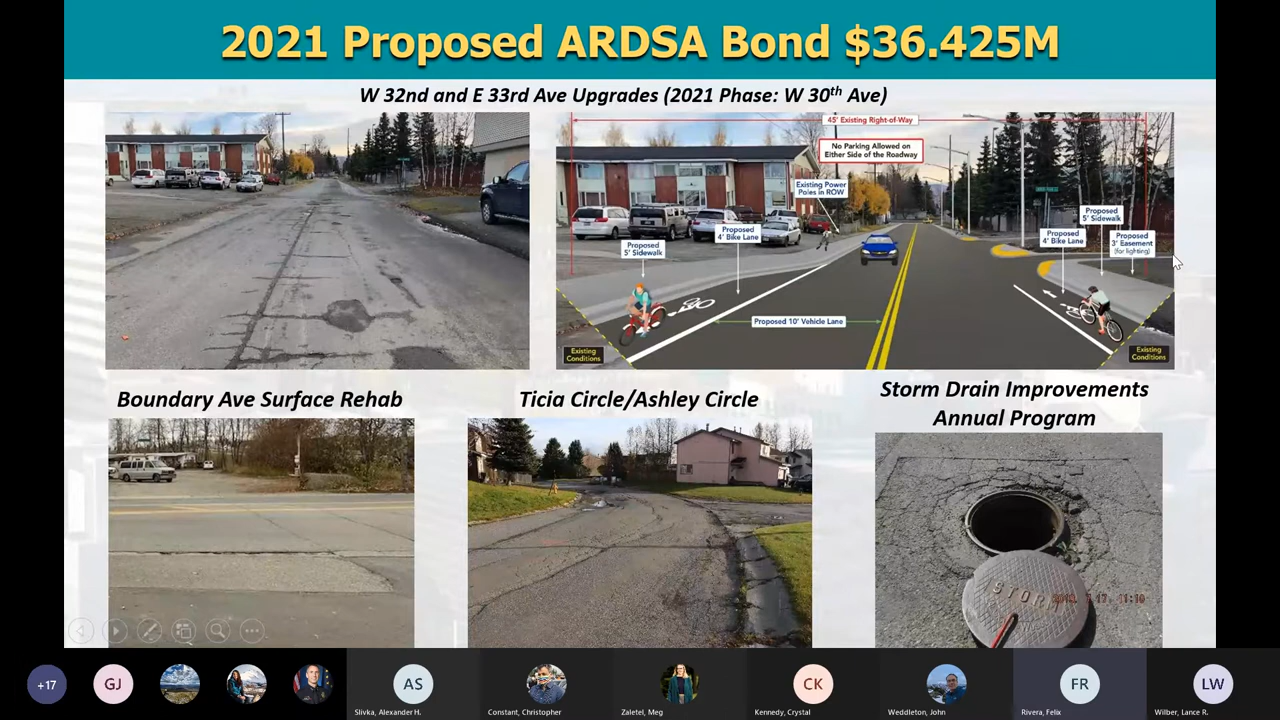 2021 Proposed ARDSA Bond $36.425M
W 32nd and E 33rd Ave Upgrades (2021 Phase: W 30th Ave)
45' Existing Right-of-Way
No Parking Allowed on
Either Side of the Roadway
Existing Power
Poles in ROW
Proposed
5' Sidewalk
Proposed
4' Bike Lane
Proposed
4' Bike Lane
Proposed
5' Sidewalk
Proposed
3' Easement
(for lighting)
Proposed 10' Vehicle Lane
Existing
Conditions
Existing
Conditions
Boundary Ave Surface Rehab
Ticia Circle/Ashley Circle
Storm Drain Improvements
Annual Program
STORM
+17
GJ
AS
CK
FR
LW
Slivka, Alexander H.
Constant, Christopher
Zaletel, Meg
Kennedy, Crystal
Weddleton, John
Rivera, Felix
Wilber, Lance R.